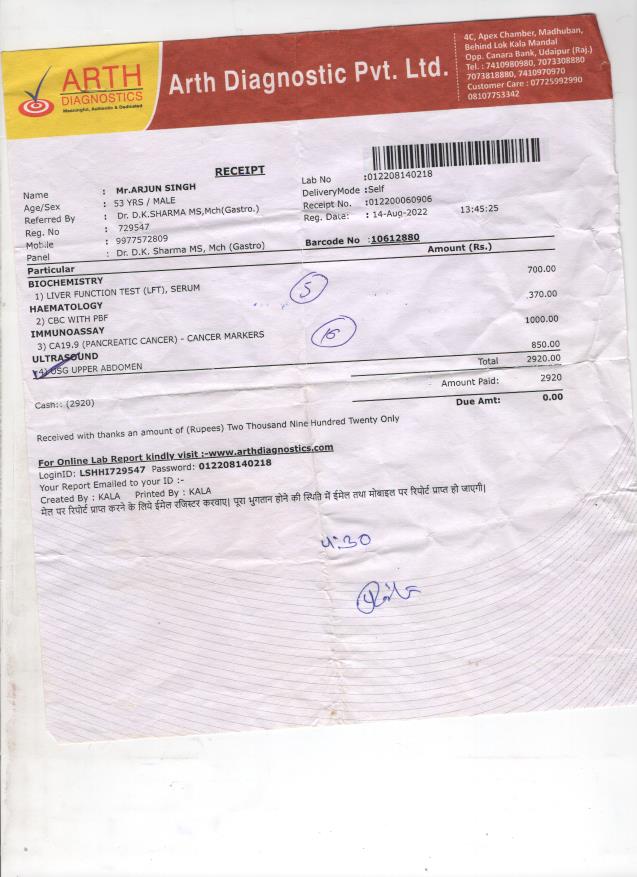 ARTH
DIAGNOSTICS
Meaningful, Authentic & Dedicated
Arth Diagnostic Pvt. Ltd.
4C, Apex Chamber, Madhuban,
Behind Lok Kala Mandal
Opp. Canara Bank, Udaipur (Raj.)
Tel. : 7410980980, 7073308880
7073818880, 7410970970
Customer Care : 07725992990
08107753342
RECEIPT
Name : Mr.ARJUN SINGH
Age/Sex : 53 YRS / MALE
Referred By : Dr. D.K.SHARMA MS,Mch(Gastro.)
Reg. No : 729547
Mobile : 9977572809
Panel : Dr. D.K. Sharma MS, Mch (Gastro)
Lab No :012208140218
DeliveryMode :Self
Receipt No. :012200060906
Reg. Date: : 14-Aug-2022 13:45:25
Barcode No :10612880
Particular Amount (Rs.)
BIOCHEMISTRY
1) LIVER FUNCTION TEST (LFT), SERUM 700.00
HAEMATOLOGY
2) CBC WITH PBF 370.00
IMMUNOASSAY
3) CA19.9 (PANCREATIC CANCER) - CANCER MARKERS 1000.00
ULTRASOUND
4) USG UPPER ABDOMEN 850.00
5
Total 2920.00
Cash:: (2920)
Amount Paid: 2920
Due Amt: 0.00
Received with thanks an amount of (Rupees) Two Thousand Nine Hundred Twenty Only
For Online Lab Report kindly visit :-www.arthdiagnostics.com
LoginID: LSHHI729547 Password: 012208140218
Your Report Emailed to your ID :-
Created By : KALA Printed By : KALA
मेल पर रिपोर्ट प्राप्त करने के लिये ईमेल रजिस्टर करवाए। पूरा भुगतान होने की स्थिति में ईमेल तथा मोबाइल पर रिपोर्ट प्राप्त हो जाएगी।
4:30